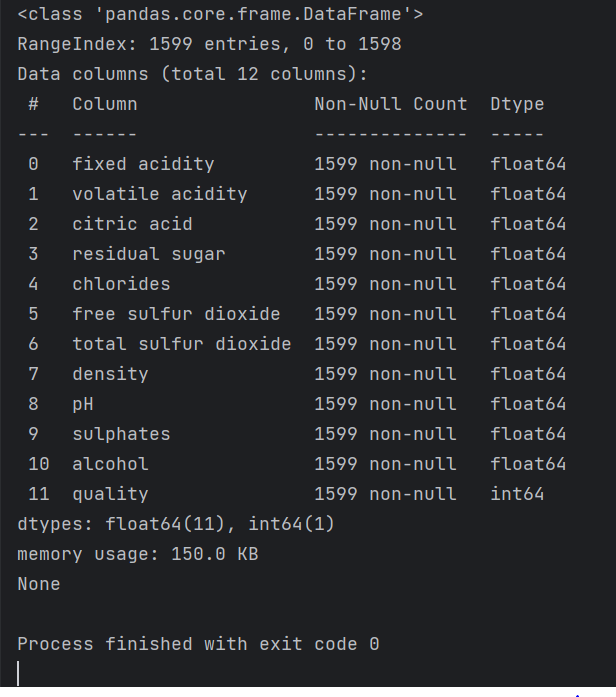 <class 'pandas.core.frame.DataFrame'>
RangeIndex: 1599 entries, 0 to 1598
Data columns (total 12 columns):
 #   Column                Non-Null Count  Dtype
---  ------                --------------  -----
 0   fixed acidity         1599 non-null   float64
 1   volatile acidity      1599 non-null   float64
 2   citric acid           1599 non-null   float64
 3   residual sugar        1599 non-null   float64
 4   chlorides             1599 non-null   float64
 5   free sulfur dioxide   1599 non-null   float64
 6   total sulfur dioxide  1599 non-null   float64
 7   density               1599 non-null   float64
 8   pH                    1599 non-null   float64
 9   sulphates             1599 non-null   float64
 10  alcohol               1599 non-null   float64
 11  quality               1599 non-null   int64
dtypes: float64(11), int64(1)
memory usage: 150.0 KB
None

Process finished with exit code 0